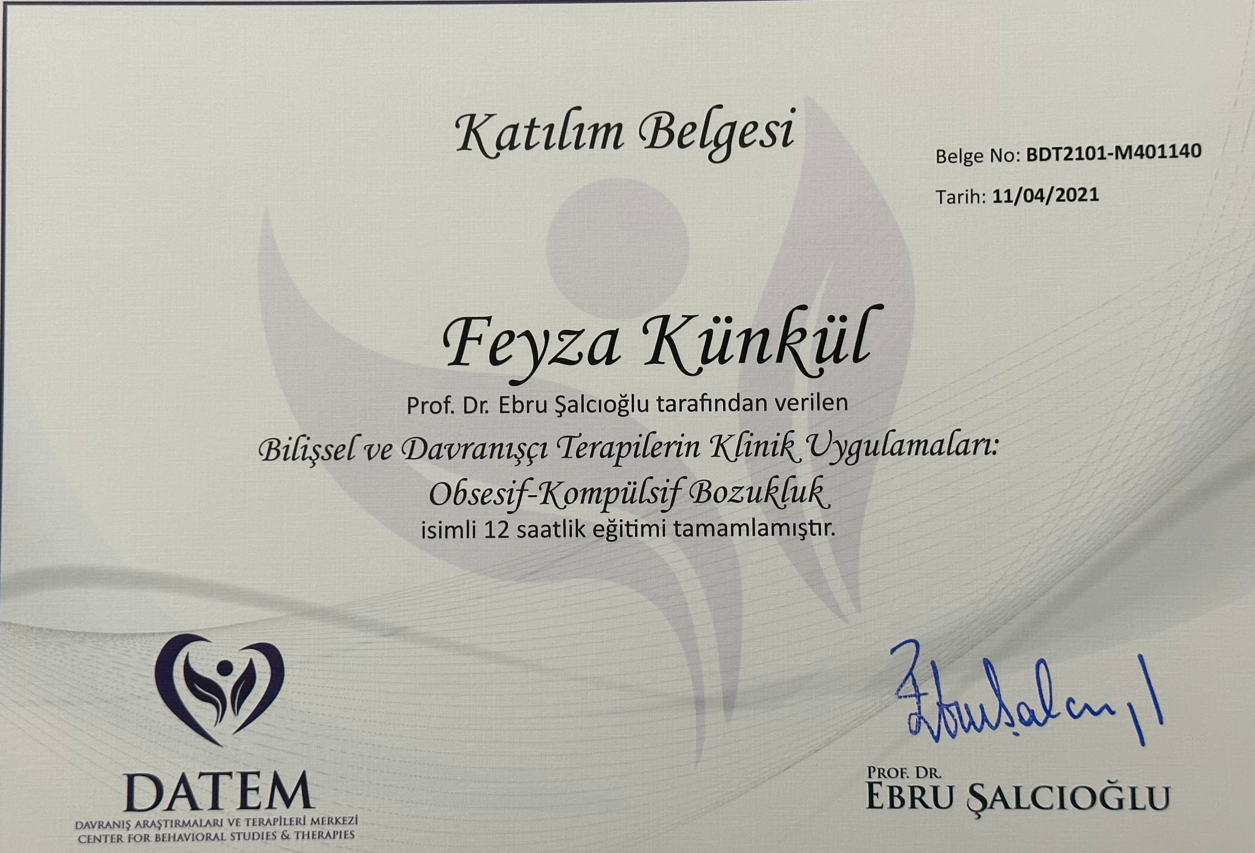 Katılım Belgesi
Belge No: BDT2101-M401140
Tarih: 11/04/2021
Feyza Künkül
Prof. Dr. Ebru Şalcıoğlu tarafından verilen
Bilişsel ve Davranışçı Terapilerin Klinik Uygulamaları:
Obsesif-Kompülsif Bozukluk
isimli 12 saatlik eğitimi tamamlamıştır.
DATEM
DAVRANIŞ ARAŞTIRMALARI VE TERAPİLERİ MERKEZİ
CENTER FOR BEHAVIORAL STUDIES & THERAPIES
PROF. DR.
EBRU ŞALCIOĞLU